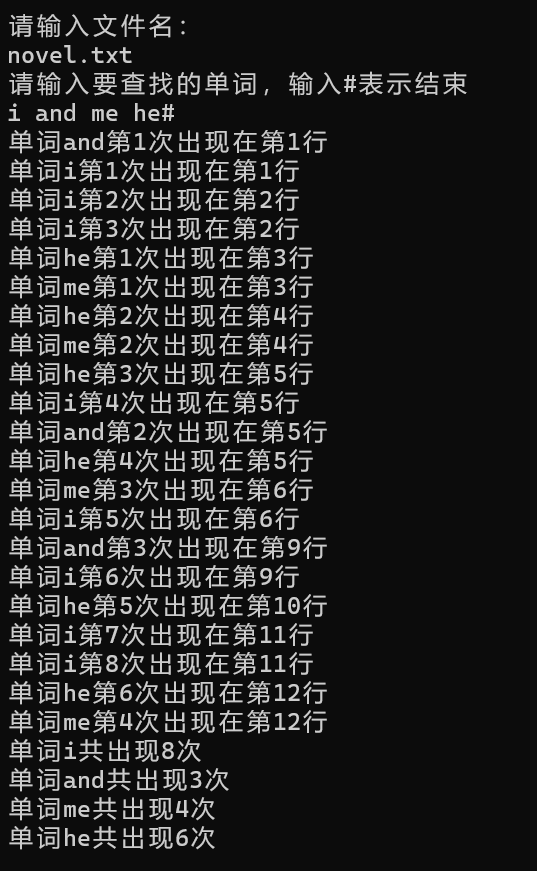 请输入文件名：
novel.txt
请输入要查找的单词，输入#表示结束
i and me he#
单词and第1次出现在第1行
单词i第1次出现在第1行
单词i第2次出现在第2行
单词i第3次出现在第2行
单词he第1次出现在第3行
单词me第1次出现在第3行
单词he第2次出现在第4行
单词me第2次出现在第4行
单词he第3次出现在第5行
单词i第4次出现在第5行
单词and第2次出现在第5行
单词he第4次出现在第5行
单词me第3次出现在第6行
单词i第5次出现在第6行
单词and第3次出现在第9行
单词i第6次出现在第9行
单词he第5次出现在第10行
单词i第7次出现在第11行
单词i第8次出现在第11行
单词he第6次出现在第12行
单词me第4次出现在第12行
单词i共出现8次
单词and共出现3次
单词me共出现4次
单词he共出现6次